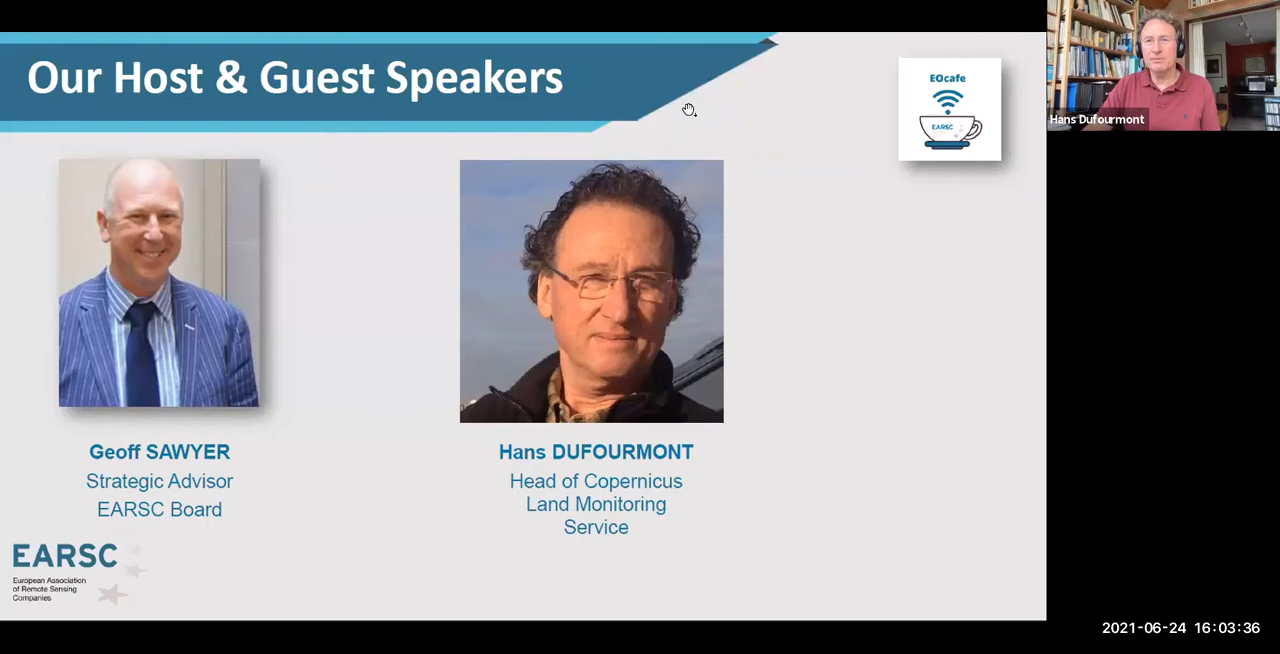 Our Host & Guest Speakers
EOcafe
EARSC
Hans Dufourmont
Geoff SAWYER
Strategic Advisor
EARSC Board
Hans DUFOURMONT
Head of Copernicus
Land Monitoring
Service
EARSC
European Association
of Remote Sensing
Companies
2021-06-24 16:03:36